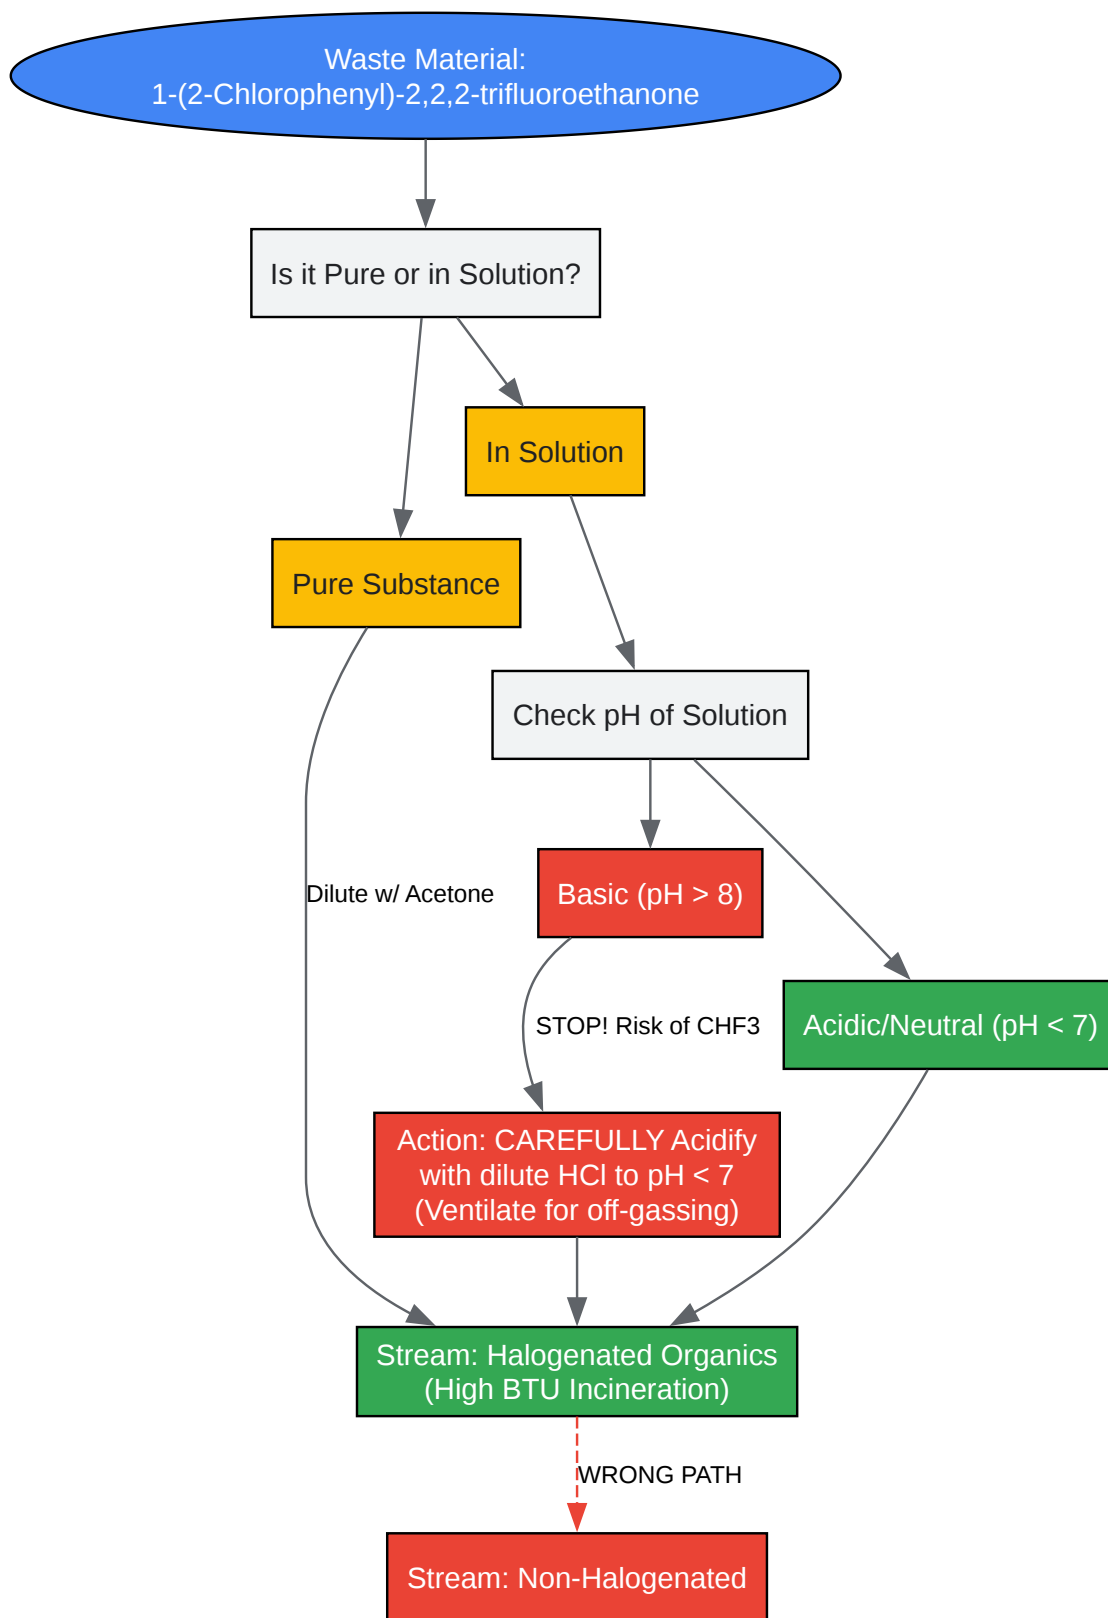 Waste Material:
1-(2-Chlorophenyl)-2,2,2-trifluoroethanone
Is it Pure or in Solution?
In Solution
Pure Substance
Check pH of Solution
Dilute w/ Acetone
Basic (pH > 8)
STOP! Risk of CHF3
Acidic/Neutral (pH < 7)
Action: CAREFULLY Acidify
with dilute HCl to pH < 7
(Ventilate for off-gassing)
Stream: Halogenated Organics
(High BTU Incineration)
WRONG PATH
Stream: Non-Halogenated